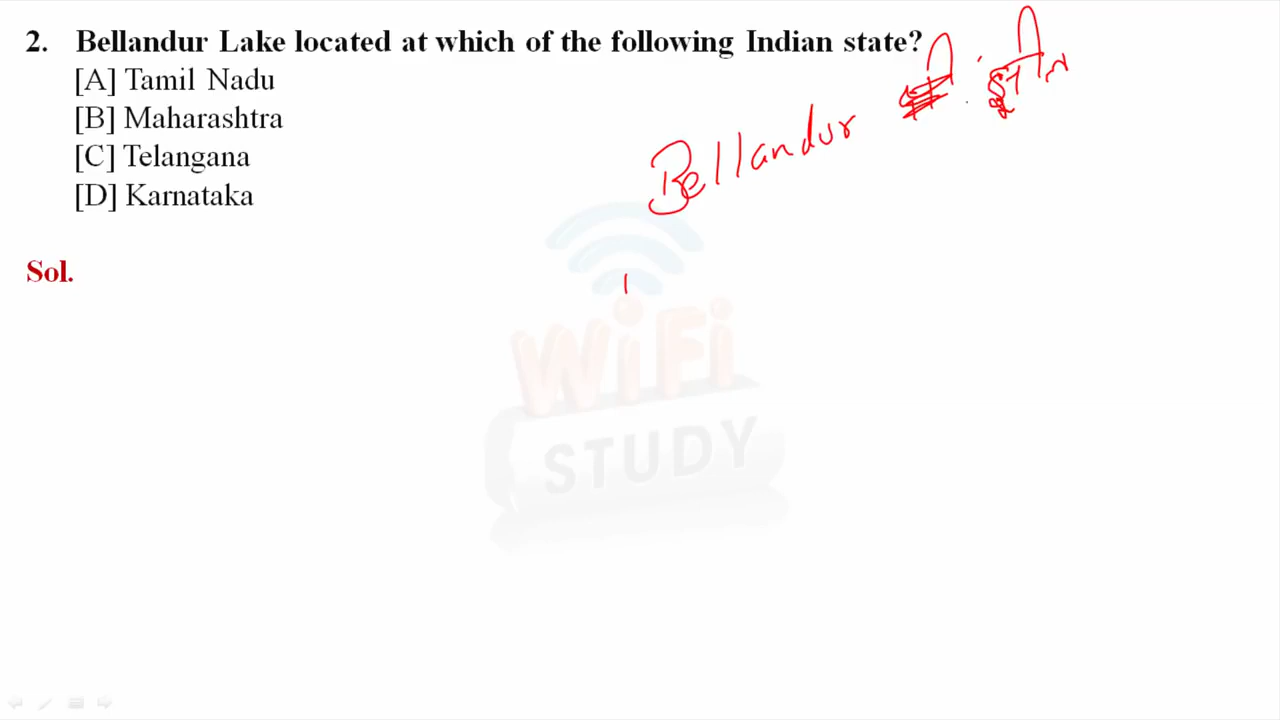 2. Bellandur Lake located at which of the following Indian state?
[A] Tamil Nadu
[B] Maharashtra
[C] Telangana
[D] Karnataka
Bellandur
Sol.
WiFi
STUDY